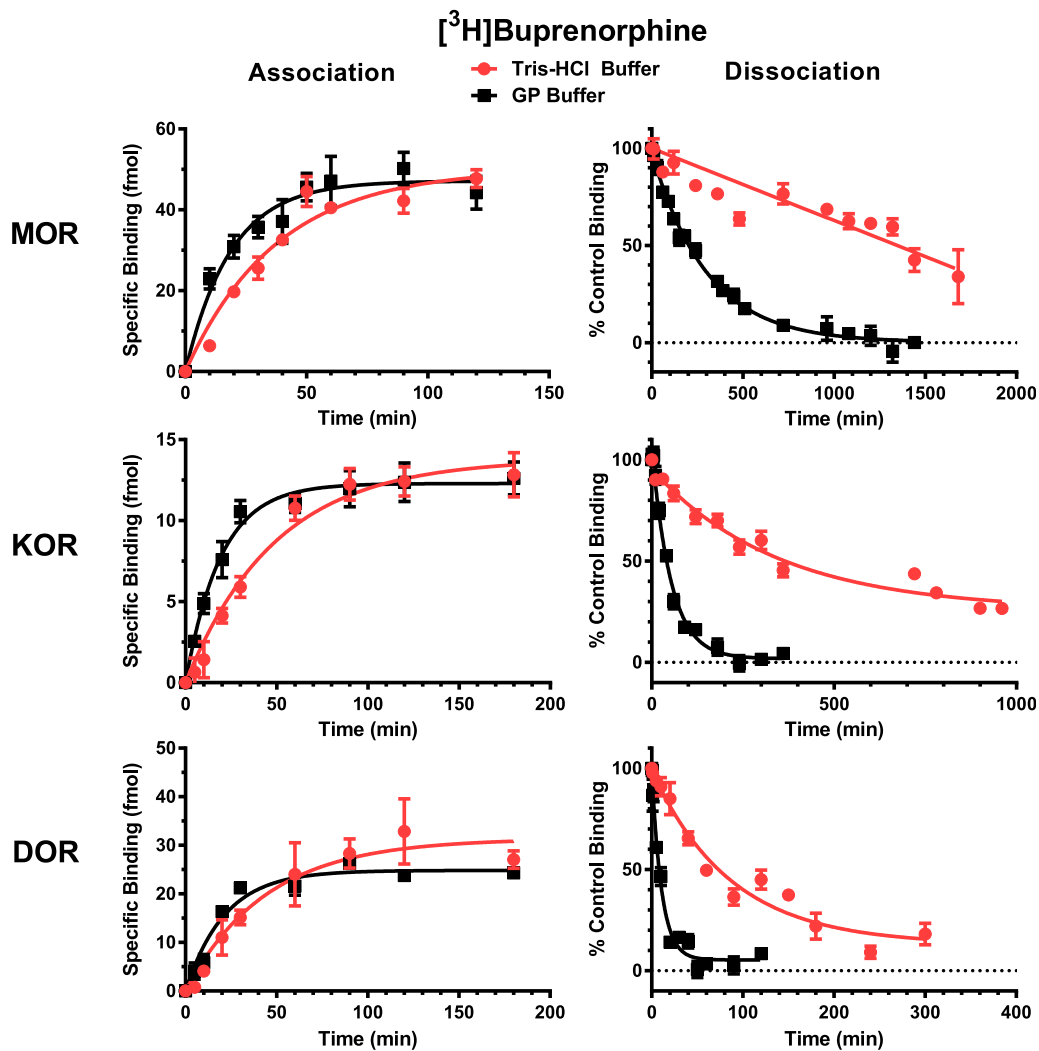 [³H]Buprenorphine
Association
Tris-HCl Buffer
GP Buffer
Dissociation
MOR
Specific Binding (fmol)
60
40
20
0
0 50 100 150
Time (min)
% Control Binding
100
50
0
0 500 1000 1500 2000
Time (min)
KOR
Specific Binding (fmol)
15
10
5
0
0 50 100 150 200
Time (min)
% Control Binding
100
50
0
0 500 1000
Time (min)
DOR
Specific Binding (fmol)
50
40
30
20
10
0
0 50 100 150 200
Time (min)
% Control Binding
100
50
0
0 100 200 300 400
Time (min)